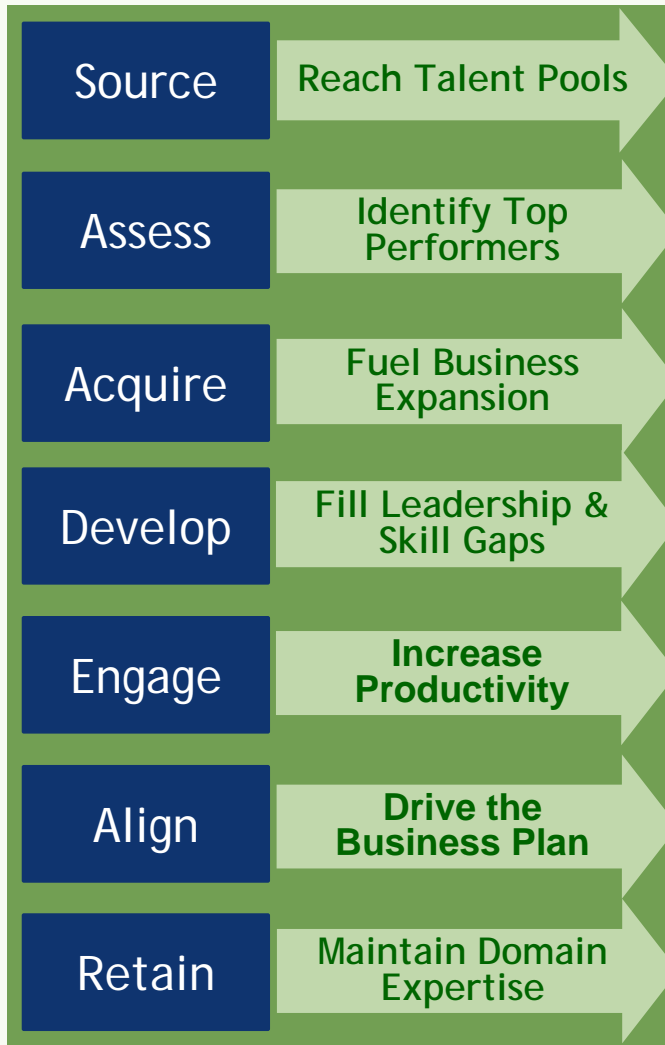 Source
Reach Talent Pools
Assess
Identify Top
Performers
Acquire
Fuel Business
Expansion
Develop
Fill Leadership &
Skill Gaps
Engage
Increase
Productivity
Align
Drive the
Business Plan
Retain
Maintain Domain
Expertise